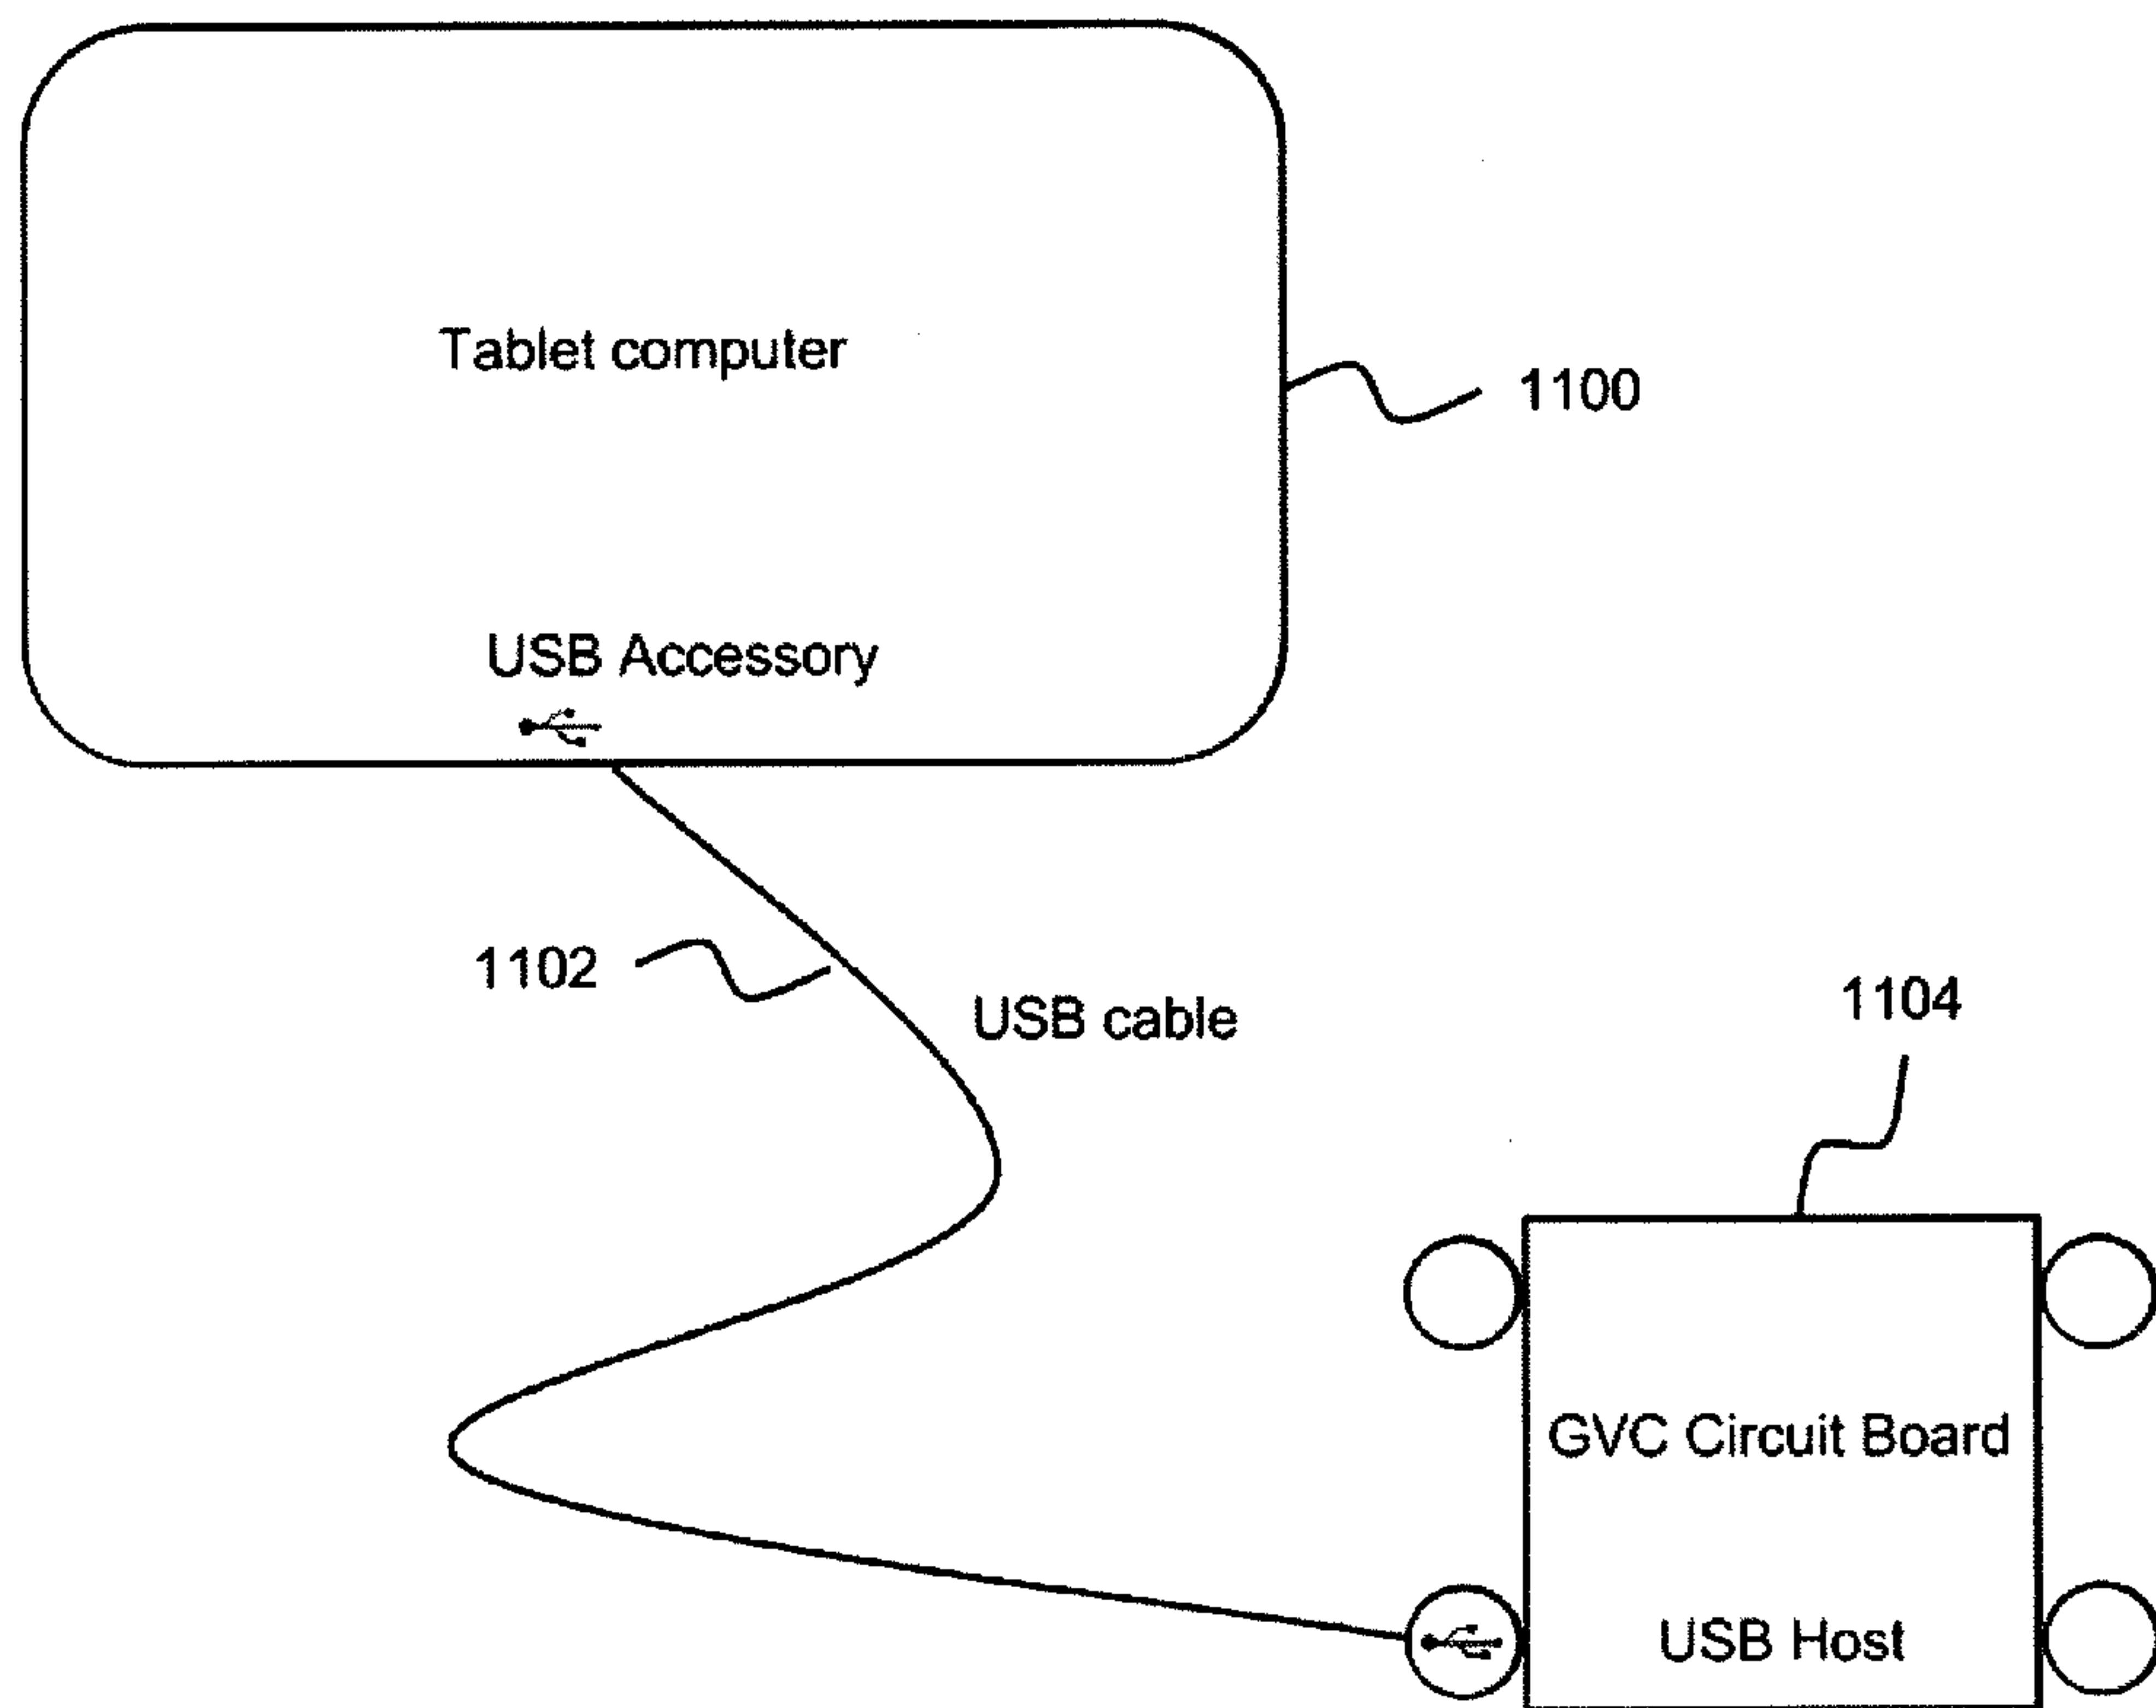 Tablet computer
1100
USB Accessory
1102
USB cable
1104
GVC Circuit Board
USB Host